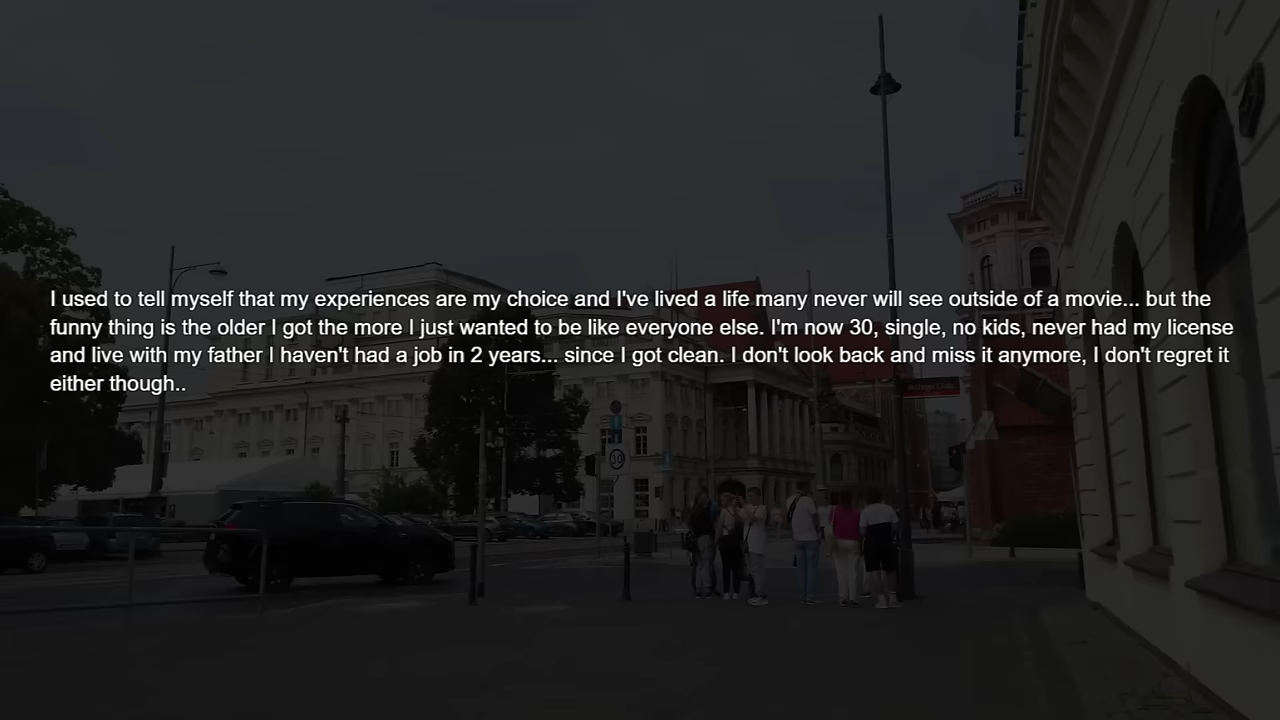 I used to tell myself that my experiences are my choice and I've lived a life many never will see outside of a movie... but the
funny thing is the older I got the more I just wanted to be like everyone else. I'm now 30, single, no kids, never had my license
and live with my father I haven't had a job in 2 years... since I got clean. I don't look back and miss it anymore, I don't regret it
either though..
30